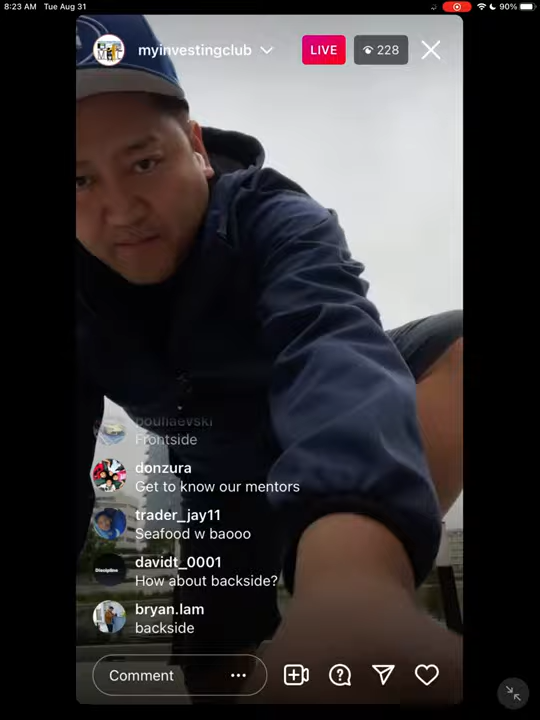 8:23 AM Tue Aug 31
90%
myinvestingclub
LIVE
228
pouliaevski
Frontside
donzura
Get to know our mentors
trader_jay11
Seafood w baooo
davidt_0001
How about backside?
bryan.lam
backside
Comment